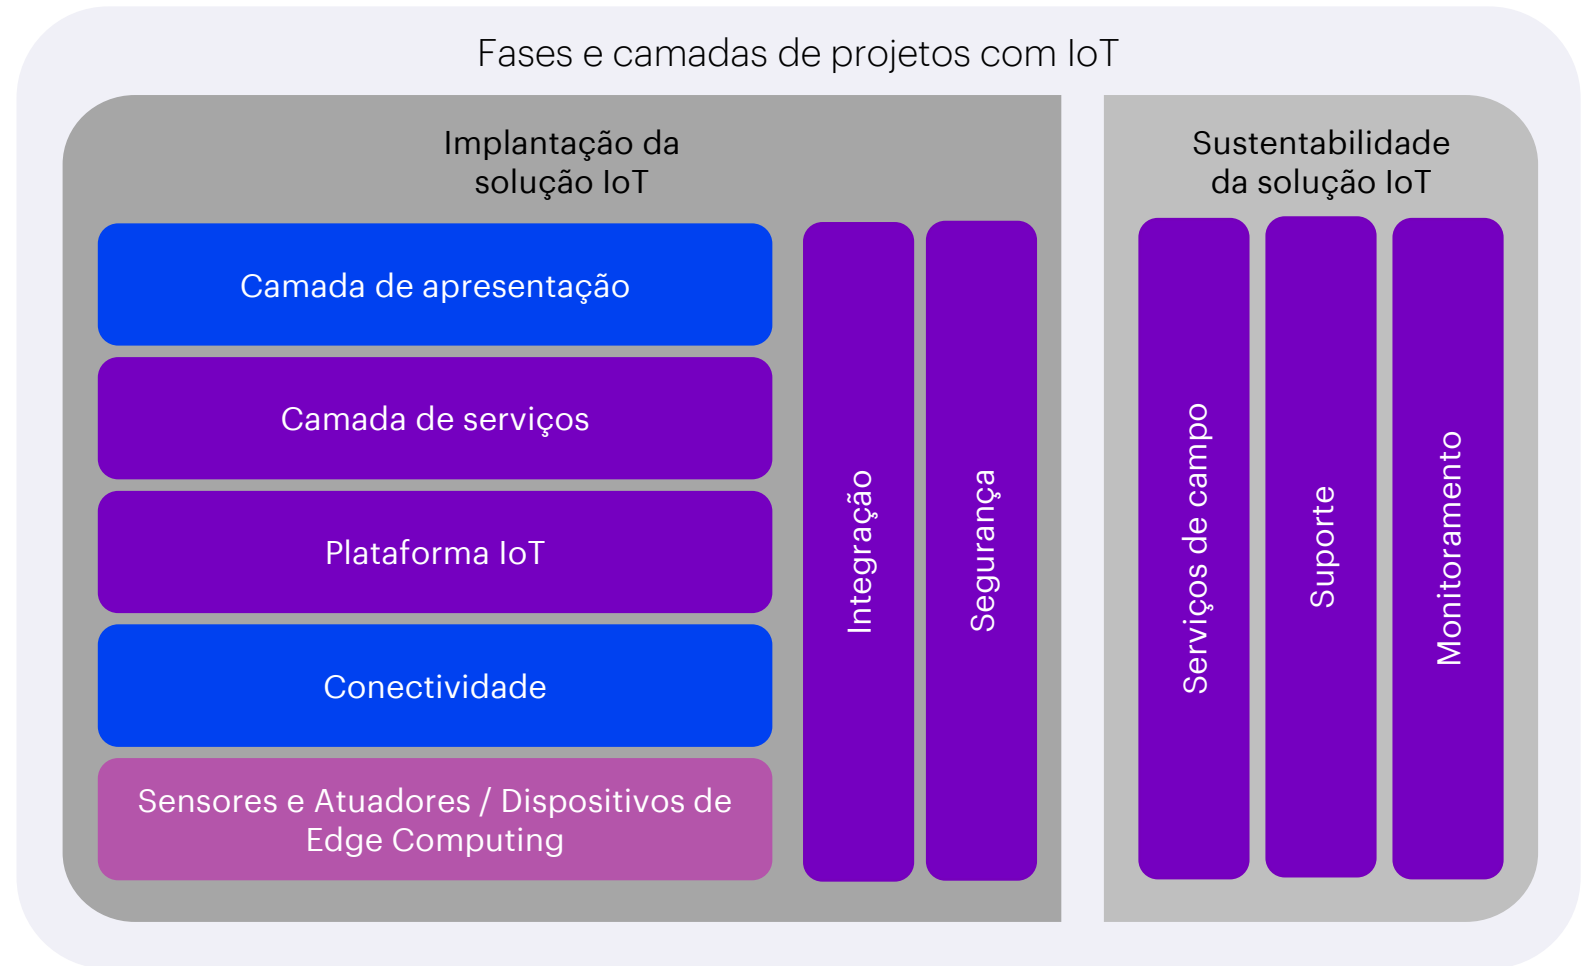 Fases e camadas de projetos com IoT
Implantação da
solução IoT
Camada de apresentação
Camada de serviços
Plataforma IoT
Conectividade
Sensores e Atuadores / Dispositivos de
Edge Computing
Integração
Segurança
Sustentabilidade
da solução IoT
Serviços de campo
Suporte
Monitoramento